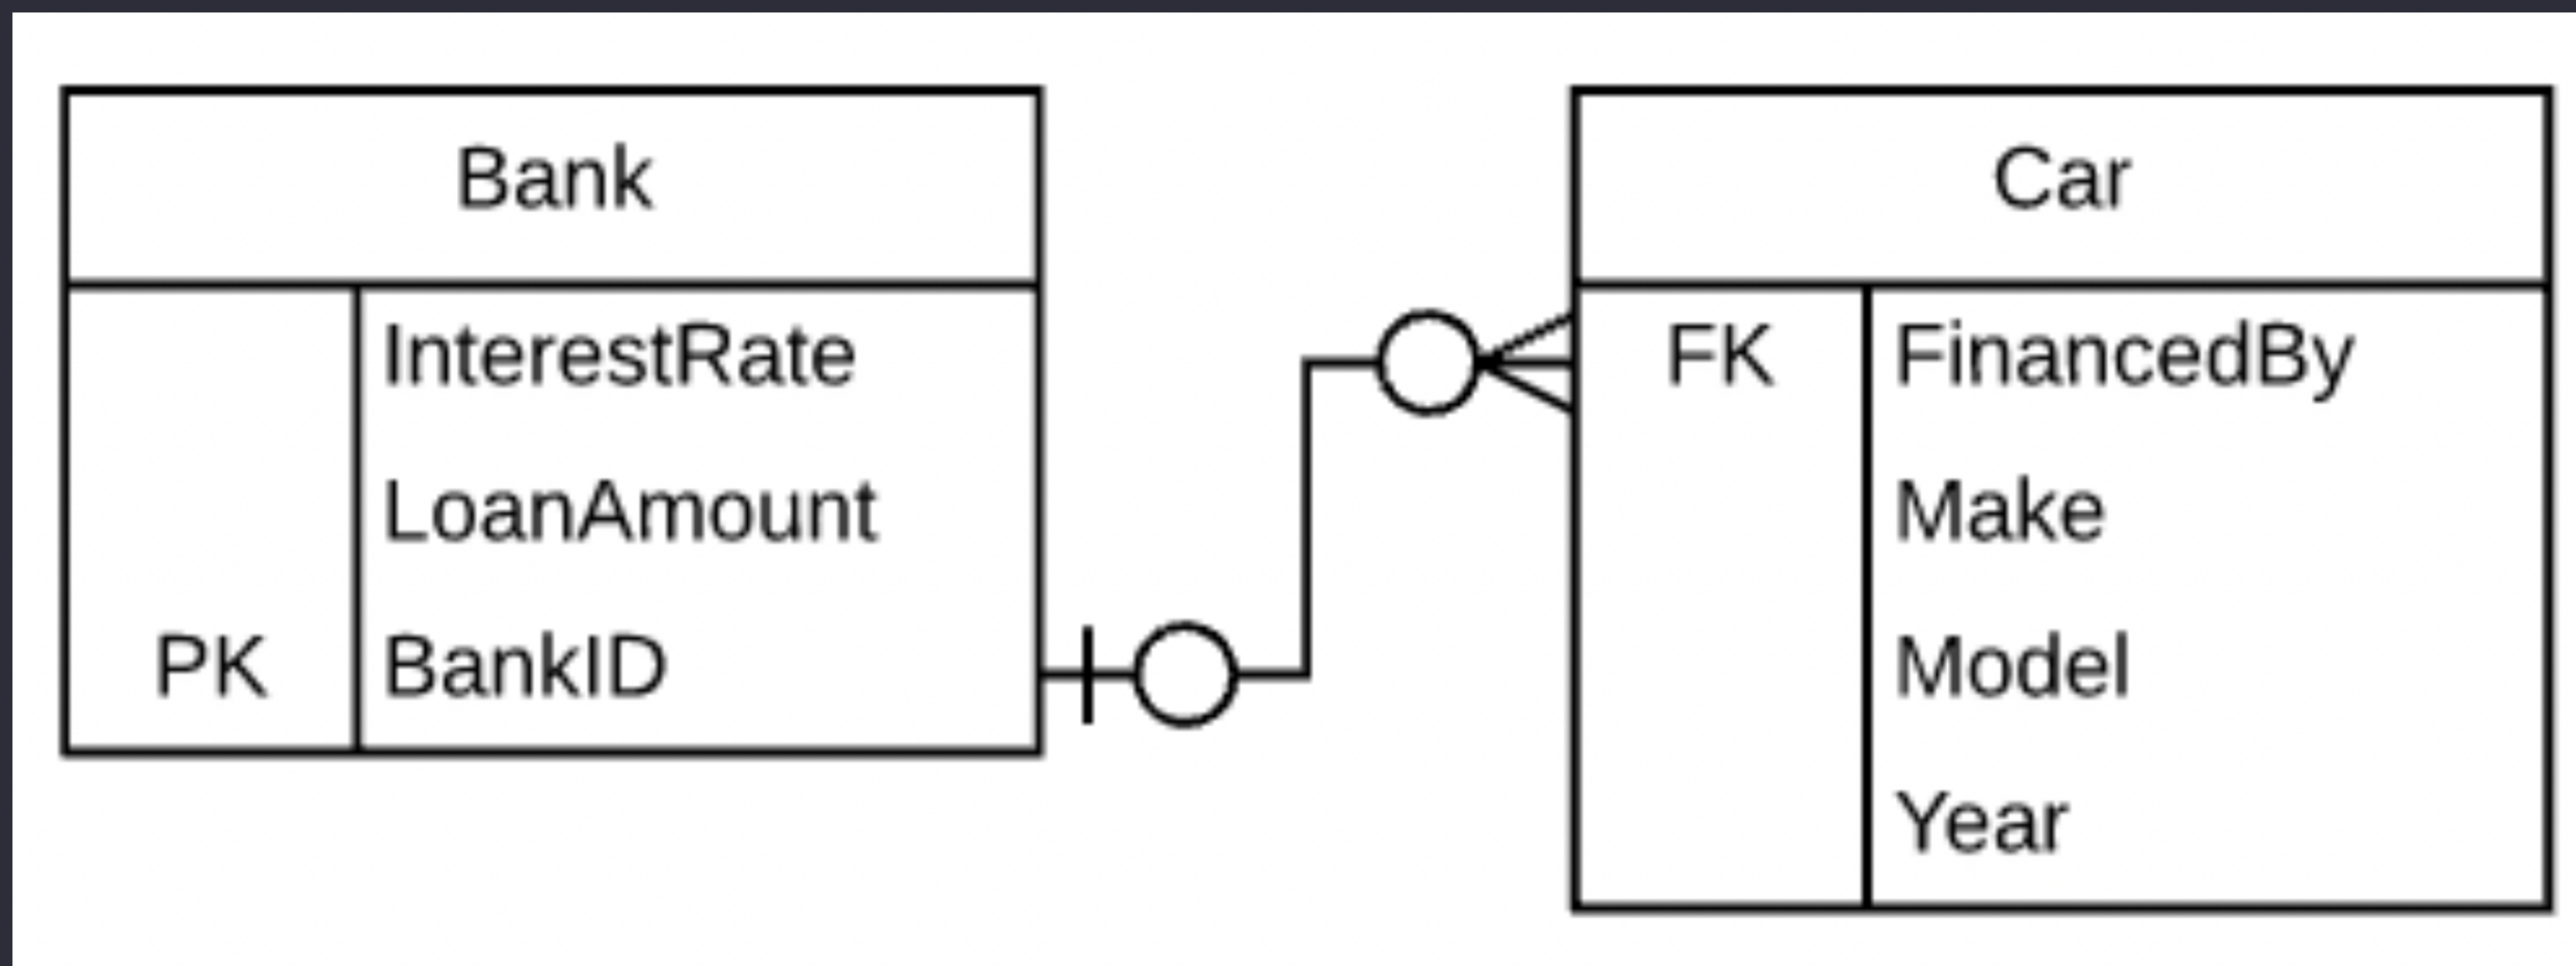 Bank
InterestRate
LoanAmount
PK BankID
Car
FK FinancedBy
Make
Model
Year